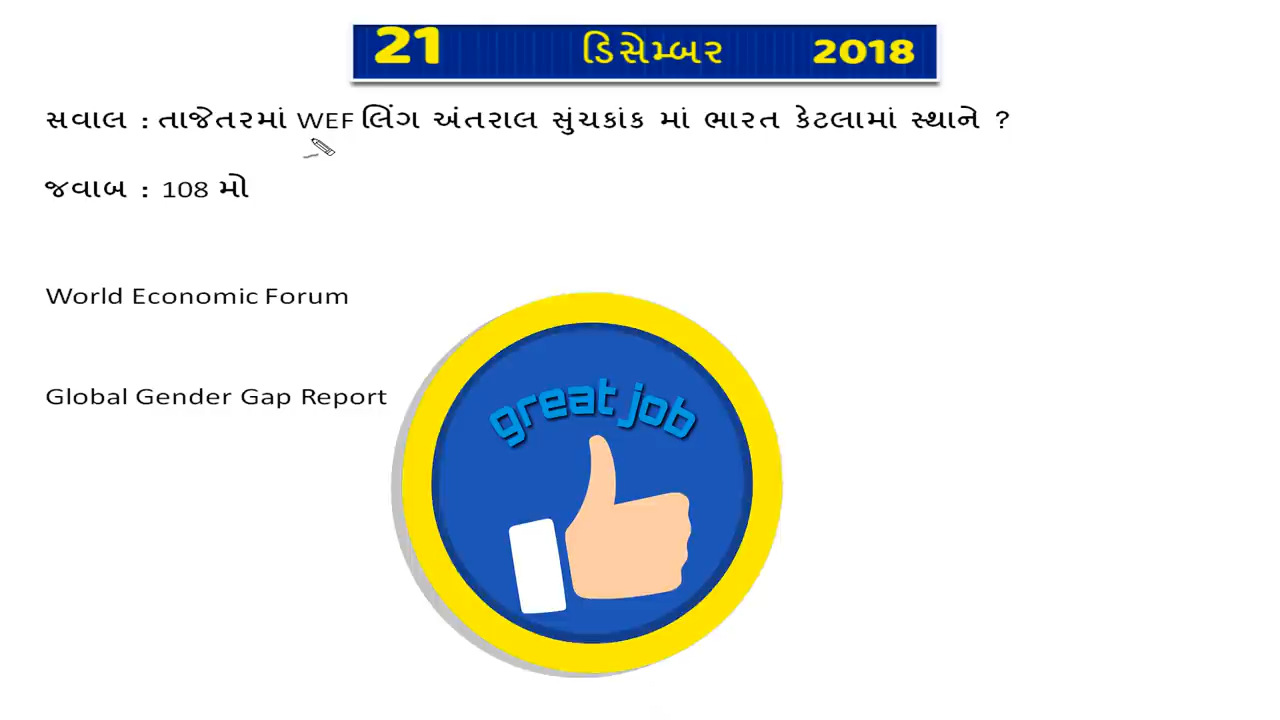 21 ડિસેમ્બર 2018
સવાલ : તાજેતરમાં WEF લિંગ અંતરાલ સુંચકાંક માં ભારત કેટલામાં સ્થાને ?
જવાબ : 108 મો
World Economic Forum
Global Gender Gap Report
great job